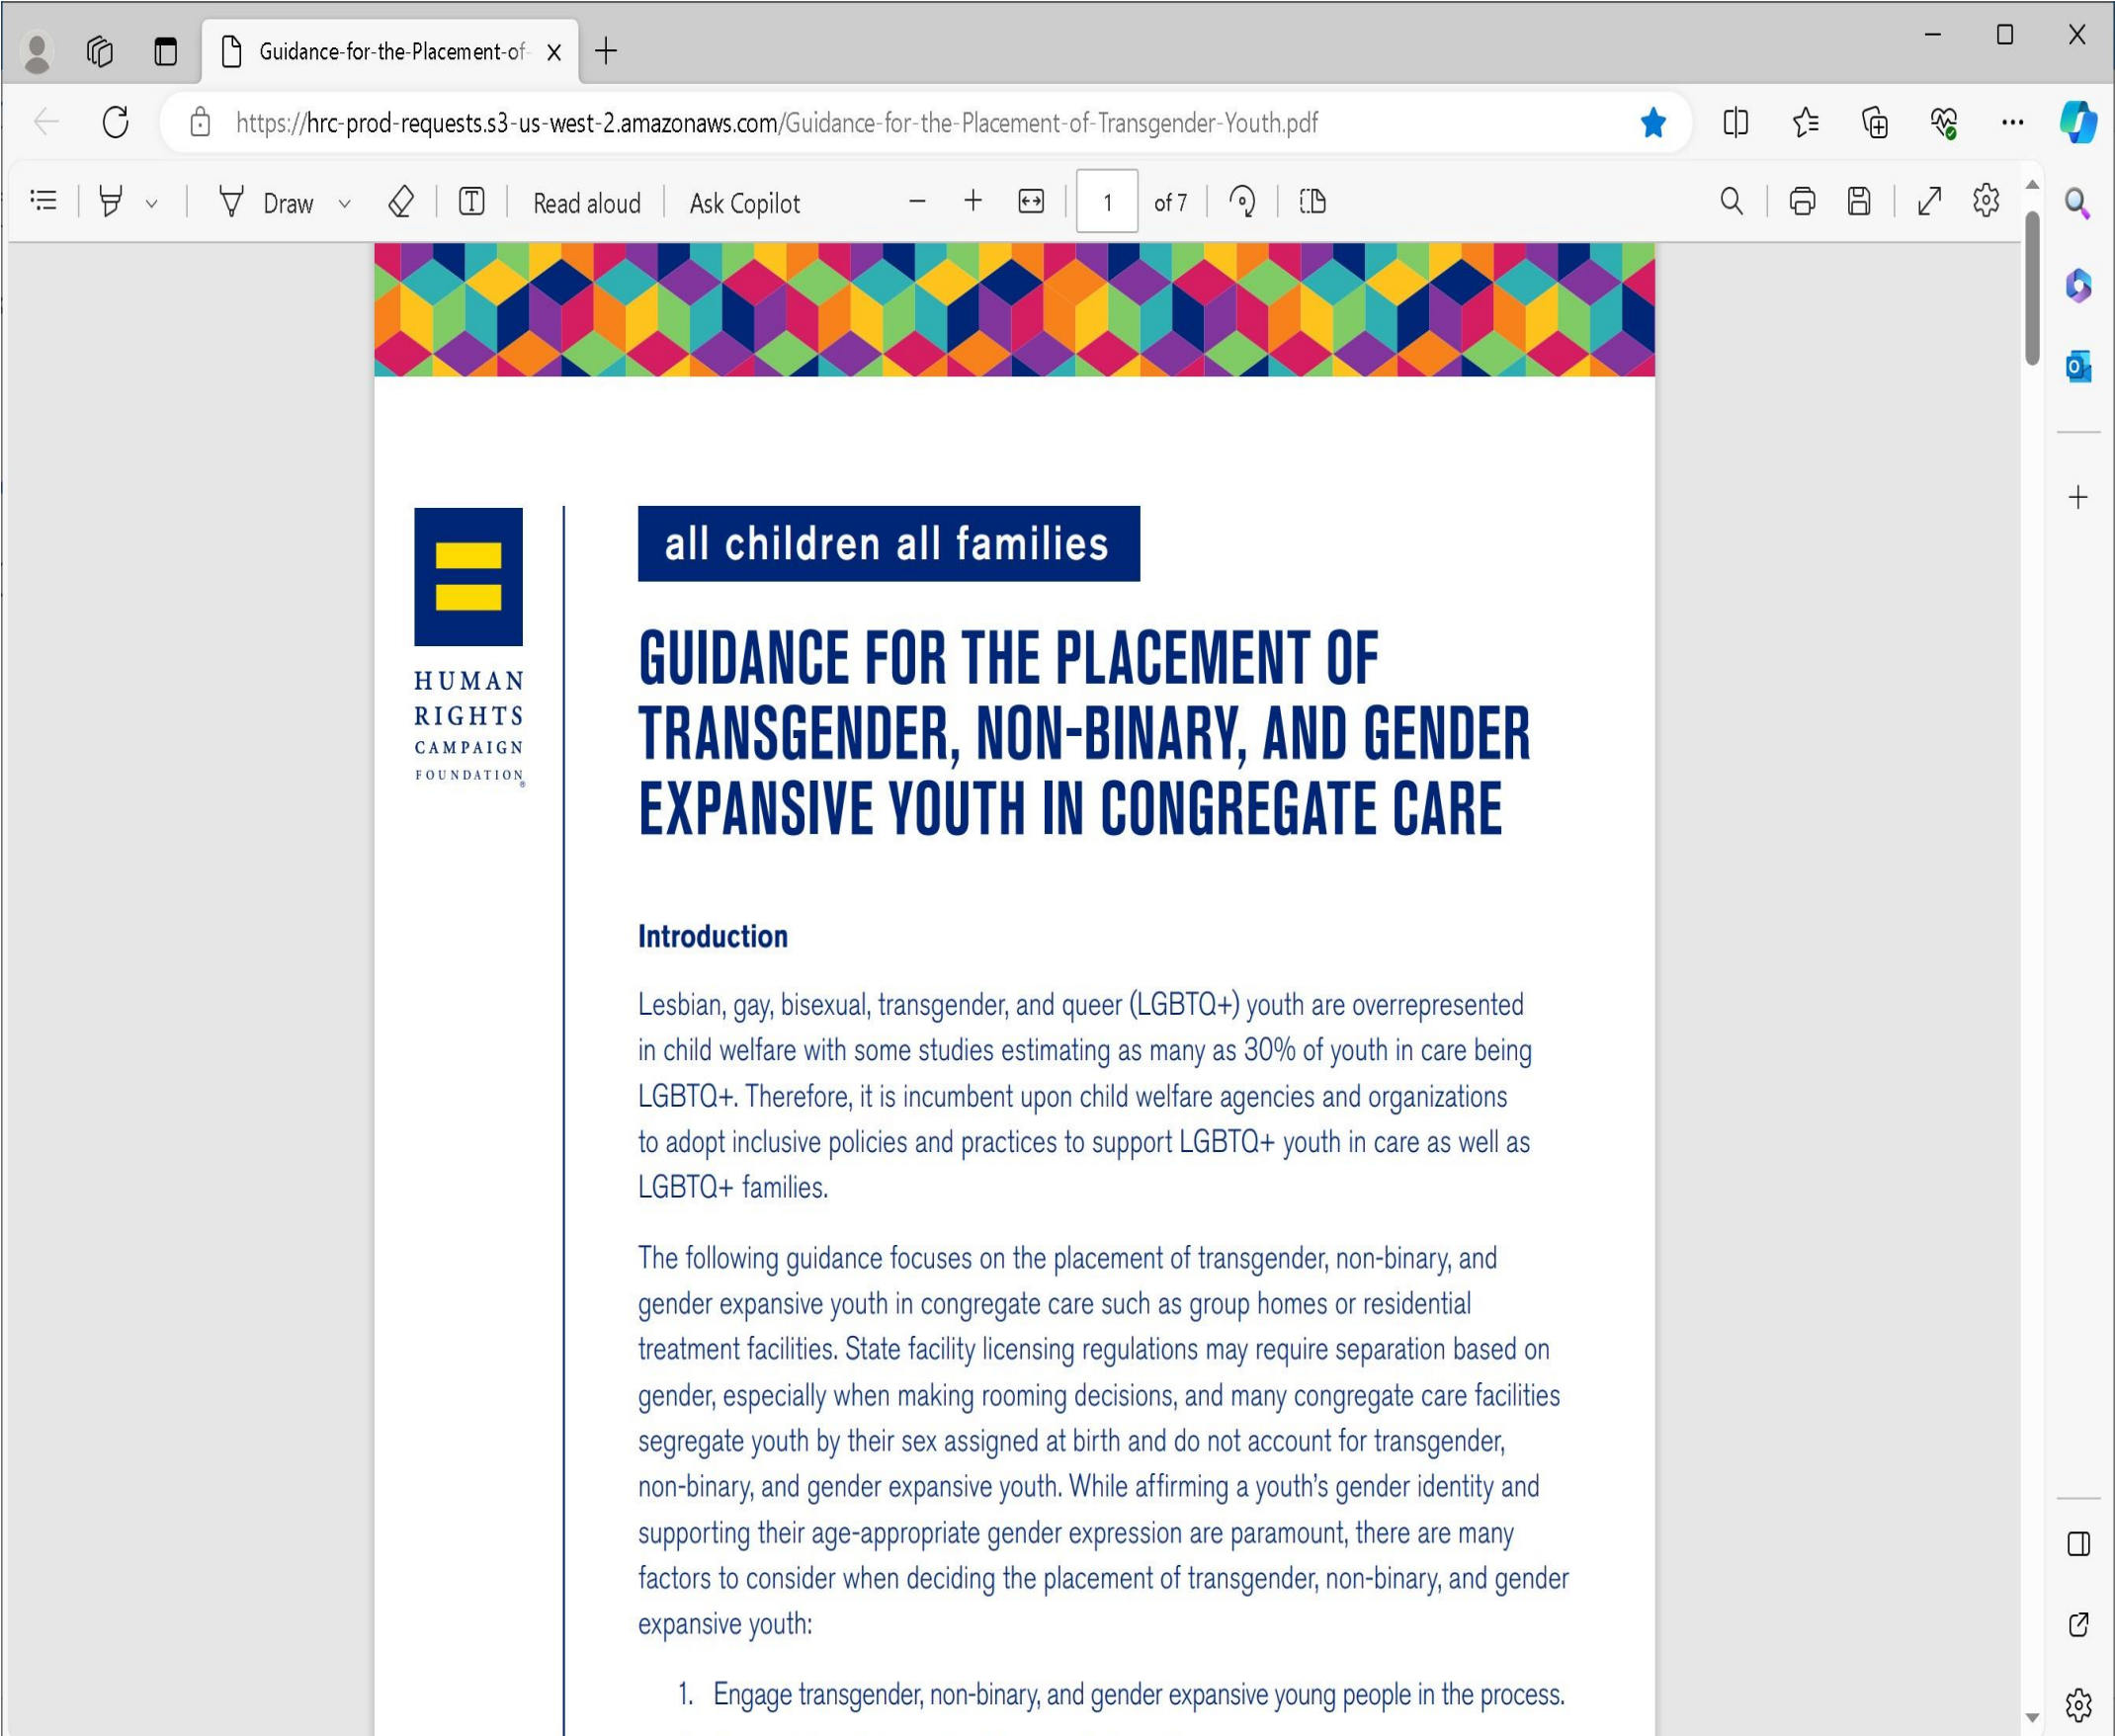 Guidance-for-the-Placement-of-
https://hrc-prod-requests.s3-us-west-2.amazonaws.com/Guidance-for-the-Placement-of-Transgender-Youth.pdf
Draw Read aloud Ask Copilot 1 of 7
all children all families
HUMAN
RIGHTS
CAMPAIGN
FOUNDATION®
GUIDANCE FOR THE PLACEMENT OF
TRANSGENDER, NON-BINARY, AND GENDER
EXPANSIVE YOUTH IN CONGREGATE CARE
Introduction
Lesbian, gay, bisexual, transgender, and queer (LGBTQ+) youth are overrepresented
in child welfare with some studies estimating as many as 30% of youth in care being
LGBTQ+. Therefore, it is incumbent upon child welfare agencies and organizations
to adopt inclusive policies and practices to support LGBTQ+ youth in care as well as
LGBTQ+ families.
The following guidance focuses on the placement of transgender, non-binary, and
gender expansive youth in congregate care such as group homes or residential
treatment facilities. State facility licensing regulations may require separation based on
gender, especially when making rooming decisions, and many congregate care facilities
segregate youth by their sex assigned at birth and do not account for transgender,
non-binary, and gender expansive youth. While affirming a youth's gender identity and
supporting their age-appropriate gender expression are paramount, there are many
factors to consider when deciding the placement of transgender, non-binary, and gender
expansive youth:
1. Engage transgender, non-binary, and gender expansive young people in the process.